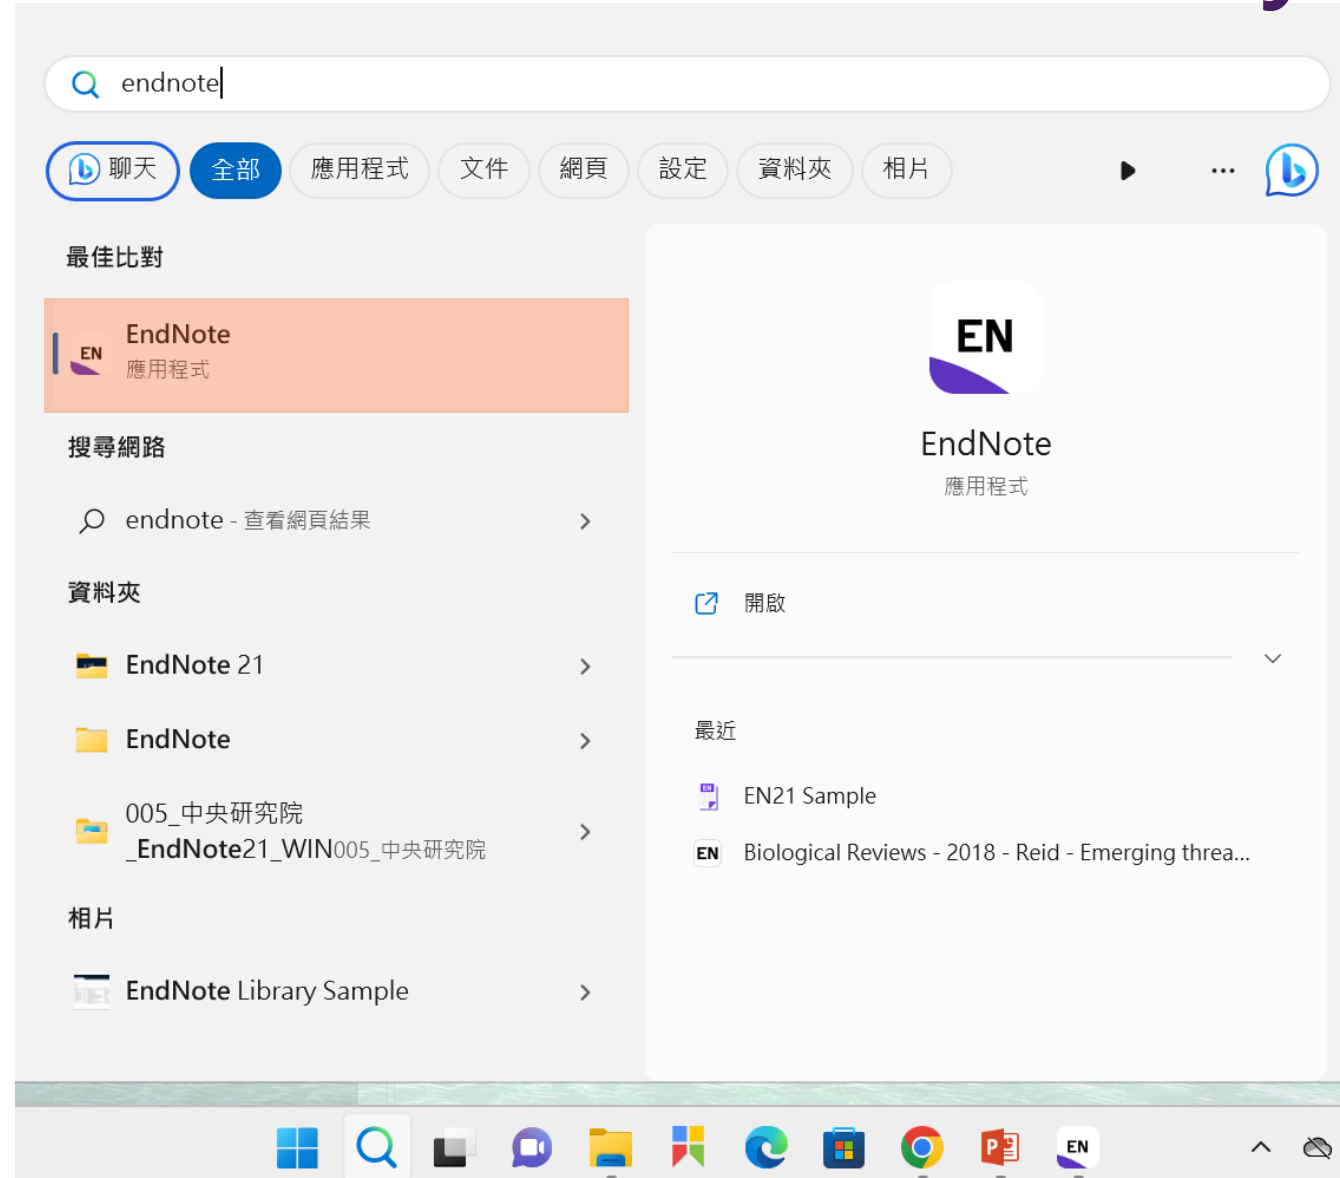 endnote
聊天 全部 應用程式 文件 網頁 設定 資料夾 相片 ...
最佳比對
EN EndNote
應用程式
搜尋網路
endnote - 查看網頁結果
資料夾
EndNote 21
EndNote
005_中央研究院
_EndNote21_WIN005_中央研究院
相片
EndNote Library Sample
EN
EndNote
應用程式
開啟
最近
EN EN21 Sample
EN Biological Reviews - 2018 - Reid - Emerging threa...
P EN